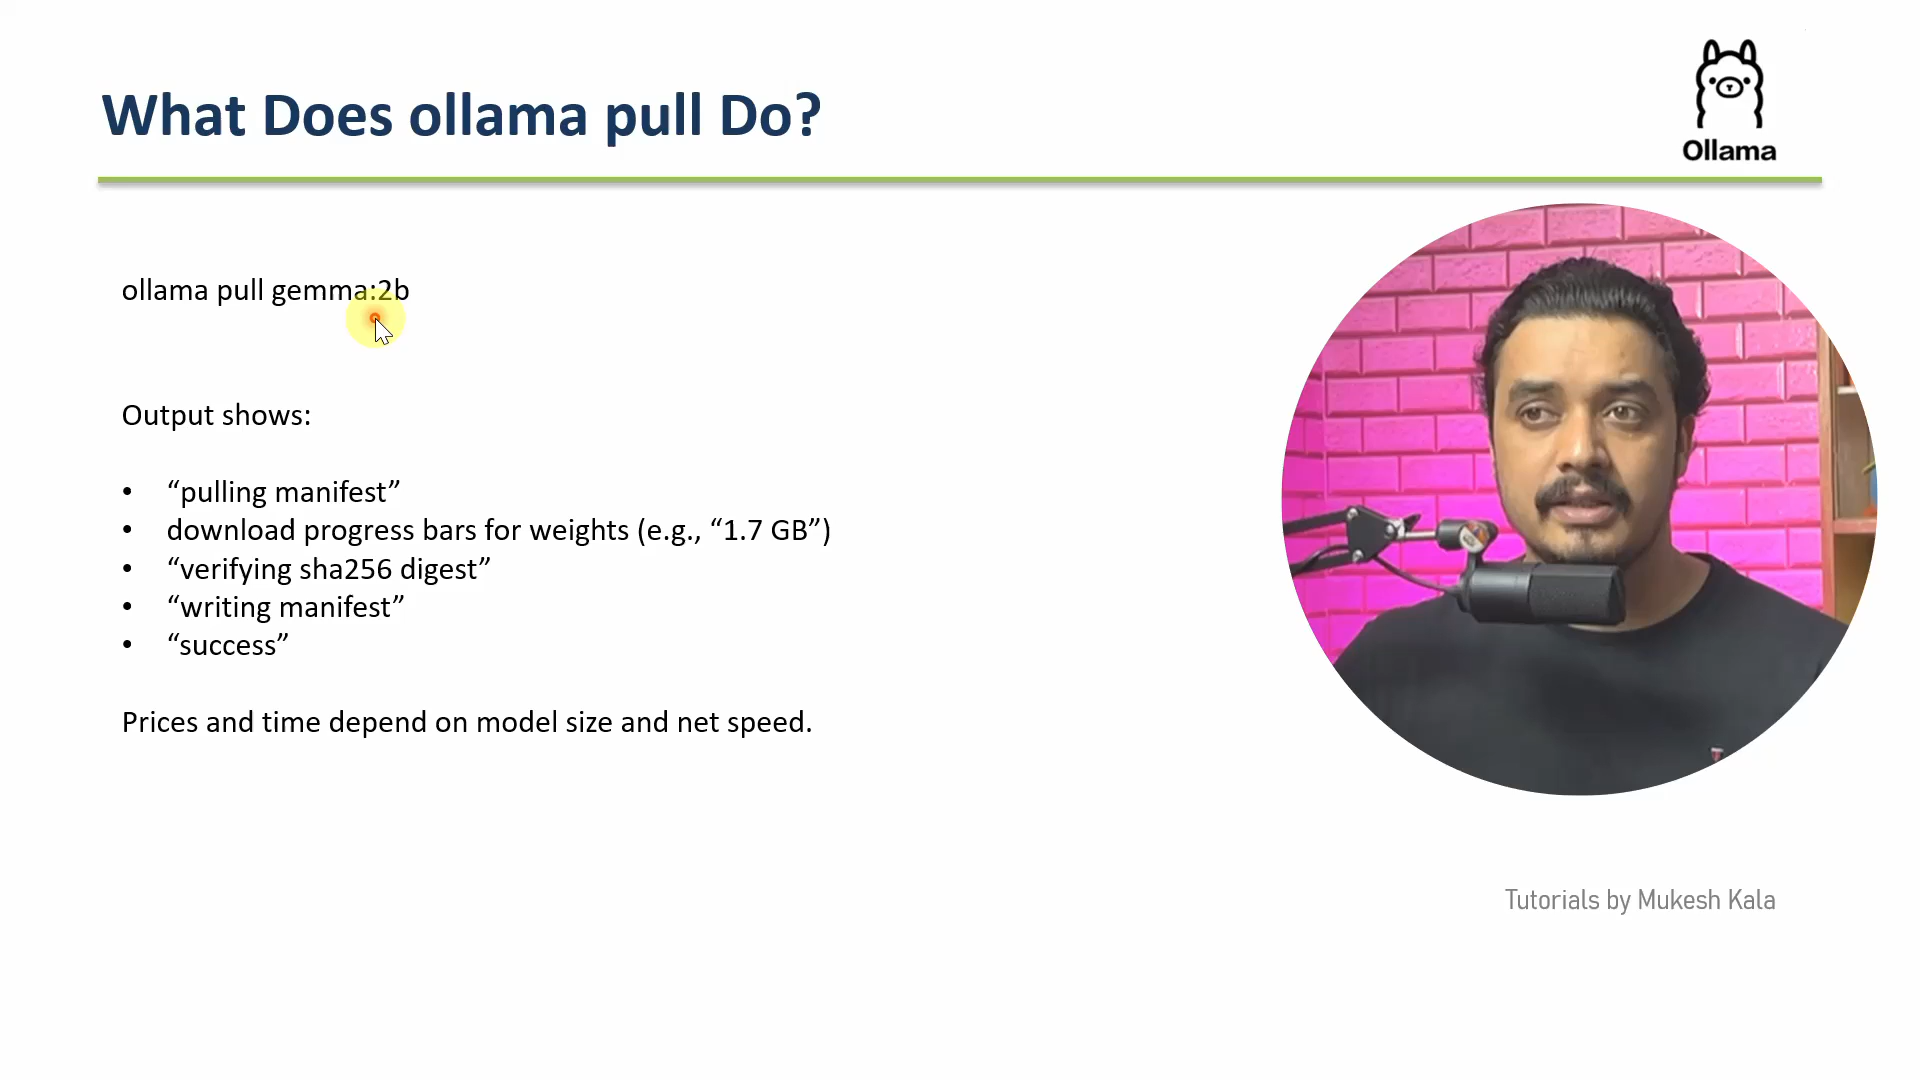 What Does ollama pull Do?
Ollama
ollama pull gemma:2b
Output shows:
• “pulling manifest”
• download progress bars for weights (e.g., “1.7 GB”)
• “verifying sha256 digest”
• “writing manifest”
• “success”
Prices and time depend on model size and net speed.
Tutorials by Mukesh Kala